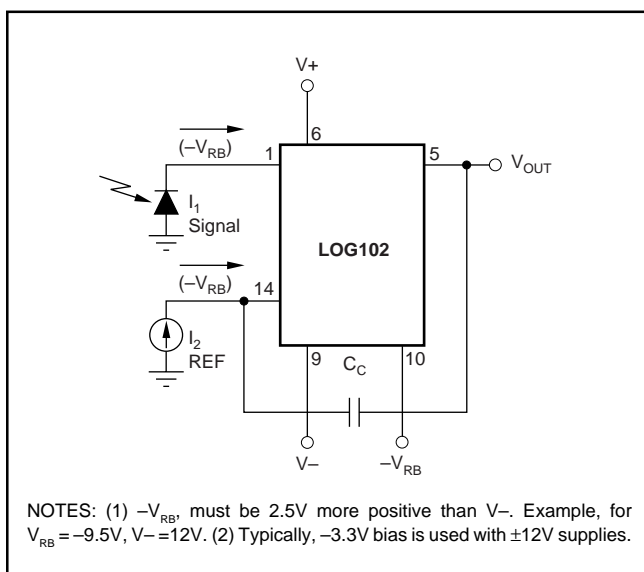 V+
6
(–V_RB)
1
5
V_OUT
I_1
Signal
LOG102
(–V_RB)
14
I_2
REF
9
C_C
10
V–
–V_RB
NOTES: (1) –V_RB, must be 2.5V more positive than V–. Example, for
V_RB = –9.5V, V– =12V. (2) Typically, –3.3V bias is used with ±12V supplies.